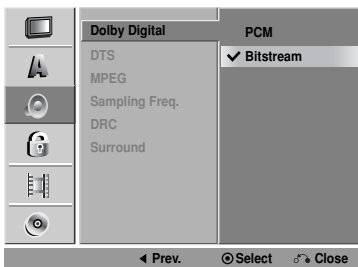 Dolby Digital
DTS
MPEG
Sampling Freq.
DRC
Surround
PCM
✓ Bitstream
◀ Prev.
Select
Close